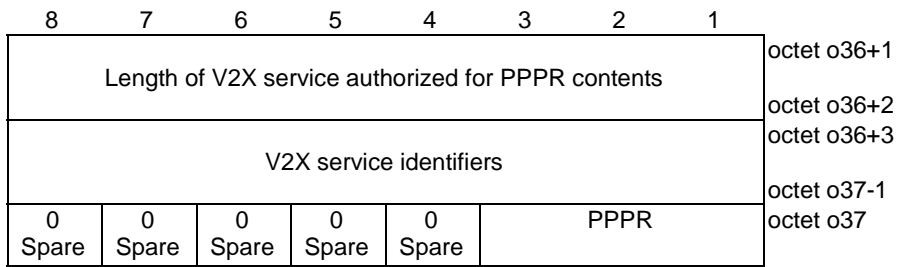 8 7 6 5 4 3 2 1
octet o36+1
Length of V2X service authorized for PPPR contents
octet o36+2
octet o36+3
V2X service identifiers
octet o37-1
0 0 0 0 0 PPPR octet o37
Spare Spare Spare Spare Spare